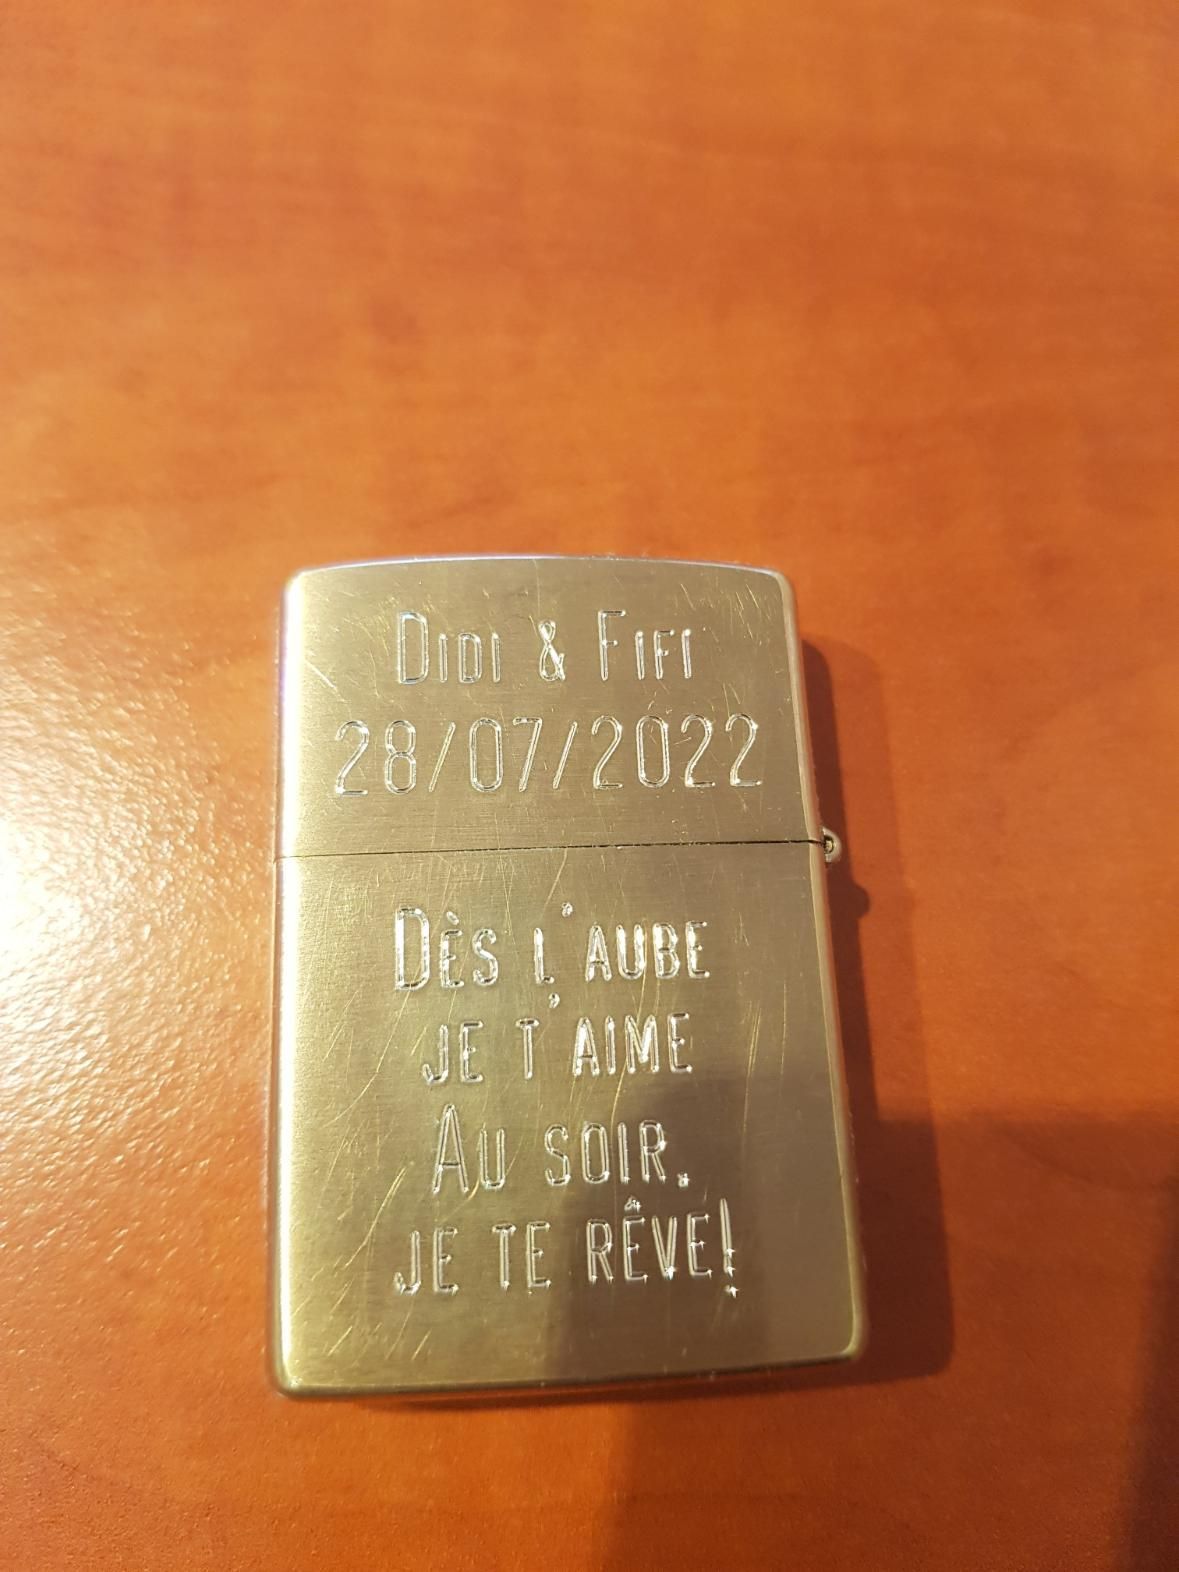 Didi & Fifi
28/07/2022
Dès l'aube
je t'aime
Au soir.
je te rêve!